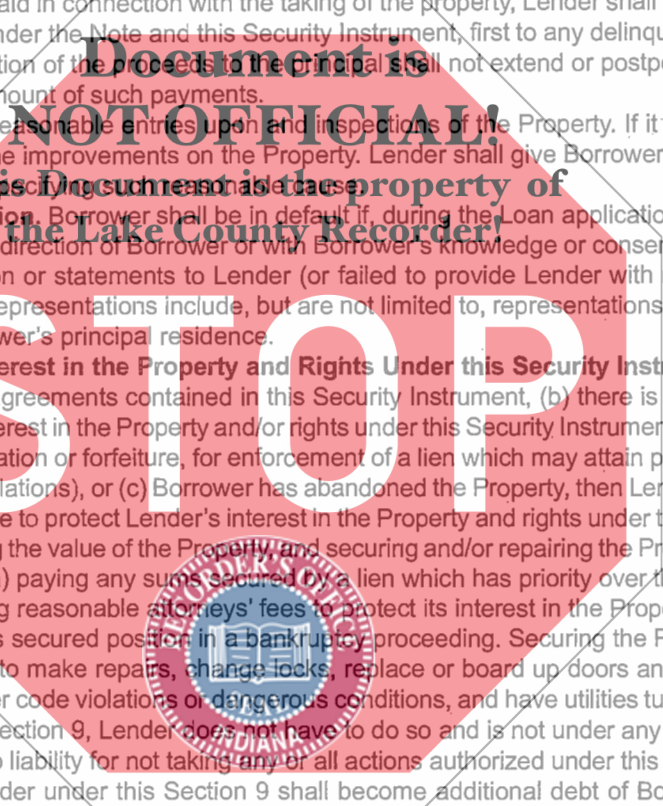 aid in connection with the taking of the property, Lender shall
nder the Note and this Security Instrument, first to any delinqu
Document is
tion of the proceeds to the principal shall not extend or postp
nount of such payments.
NOT OFFICIAL!
easonable entries upon and inspections of the Property. If it
e improvements on the Property. Lender shall give Borrower
is Document is the property of
pecifying such reasonable cause.
ion. Borrower shall be in default if, during the Loan applicatio
the Lake County Recorder!
direction of Borrower or with Borrower's knowledge or conser
on or statements to Lender (or failed to provide Lender with
epresentations include, but are not limited to, representations
wer's principal residence.
STOP
erest in the Property and Rights Under this Security Instr
greements contained in this Security Instrument, (b) there is
erest in the Property and/or rights under this Security Instrumer
ation or forfeiture, for enforcement of a lien which may attain p
lations), or (c) Borrower has abandoned the Property, then Ler
e to protect Lender's interest in the Property and rights under t
g the value of the Property, and securing and/or repairing the Pr
) paying any sums secured by a lien which has priority over th
g reasonable attorneys' fees to protect its interest in the Prop
s secured position in a bankruptcy proceeding. Securing the P
to make repairs, change locks, replace or board up doors an
r code violations or dangerous conditions, and have utilities tu
ection 9, Lender does not have to do so and is not under any
o liability for not taking any or all actions authorized under this
der under this Section 9 shall become additional debt of Bo
RECORDER'S OFFICE
INDIANA